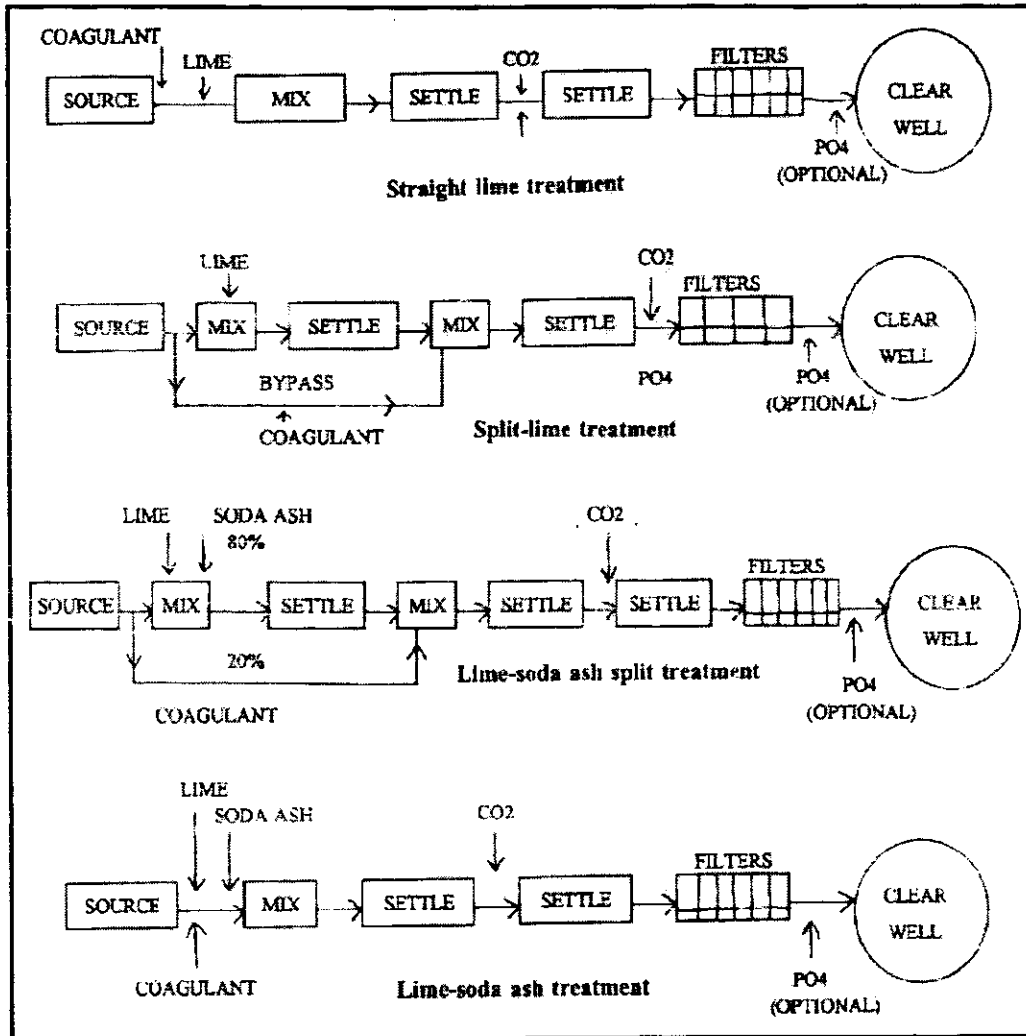 COAGULANT
LIME
CO2
FILTERS
SOURCE
MIX
SETTLE
SETTLE
CLEAR
WELL
PO4
(OPTIONAL)
Straight lime treatment
LIME
CO2
FILTERS
SOURCE
MIX
SETTLE
MIX
SETTLE
CLEAR
WELL
BYPASS
PO4
PO4
(OPTIONAL)
COAGULANT
Split-lime treatment
LIME
SODA ASH
80%
CO2
FILTERS
SOURCE
MIX
SETTLE
MIX
SETTLE
SETTLE
CLEAR
WELL
20%
Lime-soda ash split treatment
PO4
(OPTIONAL)
COAGULANT
LIME
SODA ASH
CO2
FILTERS
SOURCE
MIX
SETTLE
SETTLE
CLEAR
WELL
COAGULANT
Lime-soda ash treatment
PO4
(OPTIONAL)